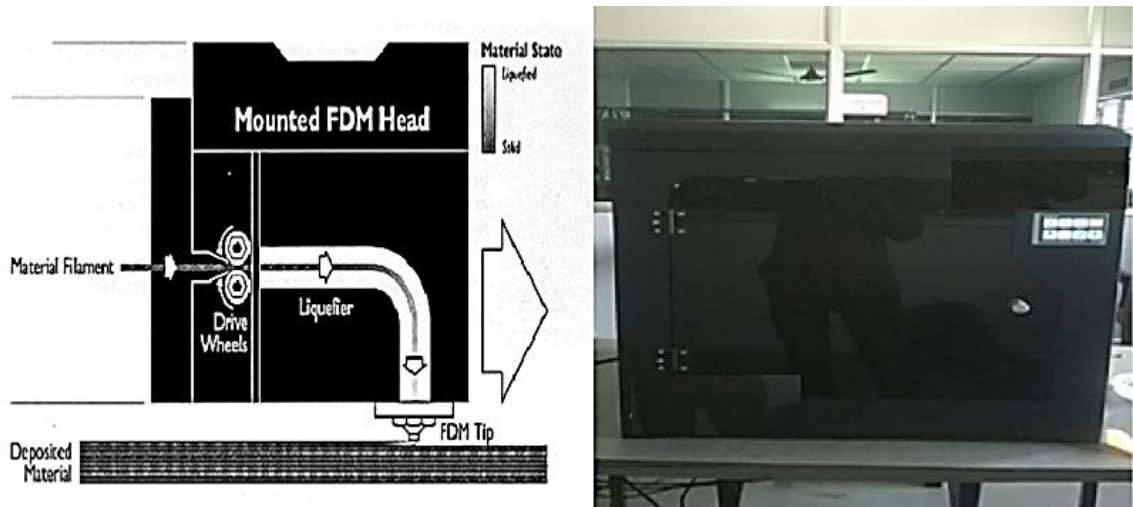 Material State
Liquefied
Solid
Mounted FDM Head
Material Filament
Drive
Wheels
Liquefier
FDM Tip
Deposited
Material